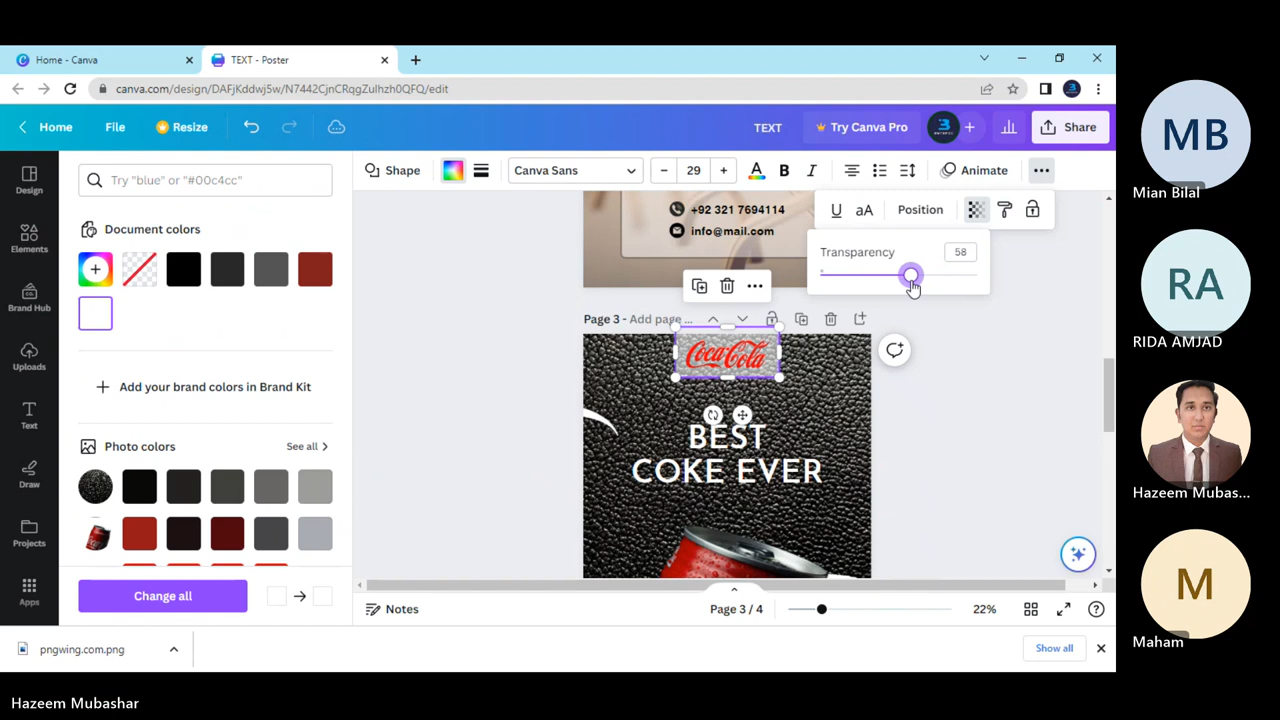 Home - Canva
TEXT - Poster
canva.com/design/DAFjKddwj5w/N7442CjnCRqgZuIhzh0QFQ/edit
Home
File
Resize
TEXT
Try Canva Pro
Share
Try "blue" or "#00c4cc"
Shape
Canva Sans
29
B
I
Animate
U
aA
Position
Transparency
58
Design
Elements
Brand Hub
Uploads
Text
Draw
Projects
Apps
Document colors
Add your brand colors in Brand Kit
Photo colors
See all
Change all
+92 321 7694114
info@mail.com
Page 3 - Add page ...
Coca-Cola
BEST
COKE EVER
Notes
Page 3 / 4
22%
pngwing.com.png
Show all
MB
Mian Bilal
RA
RIDA AMJAD
Hazeem Mubas...
M
Maham
Hazeem Mubashar